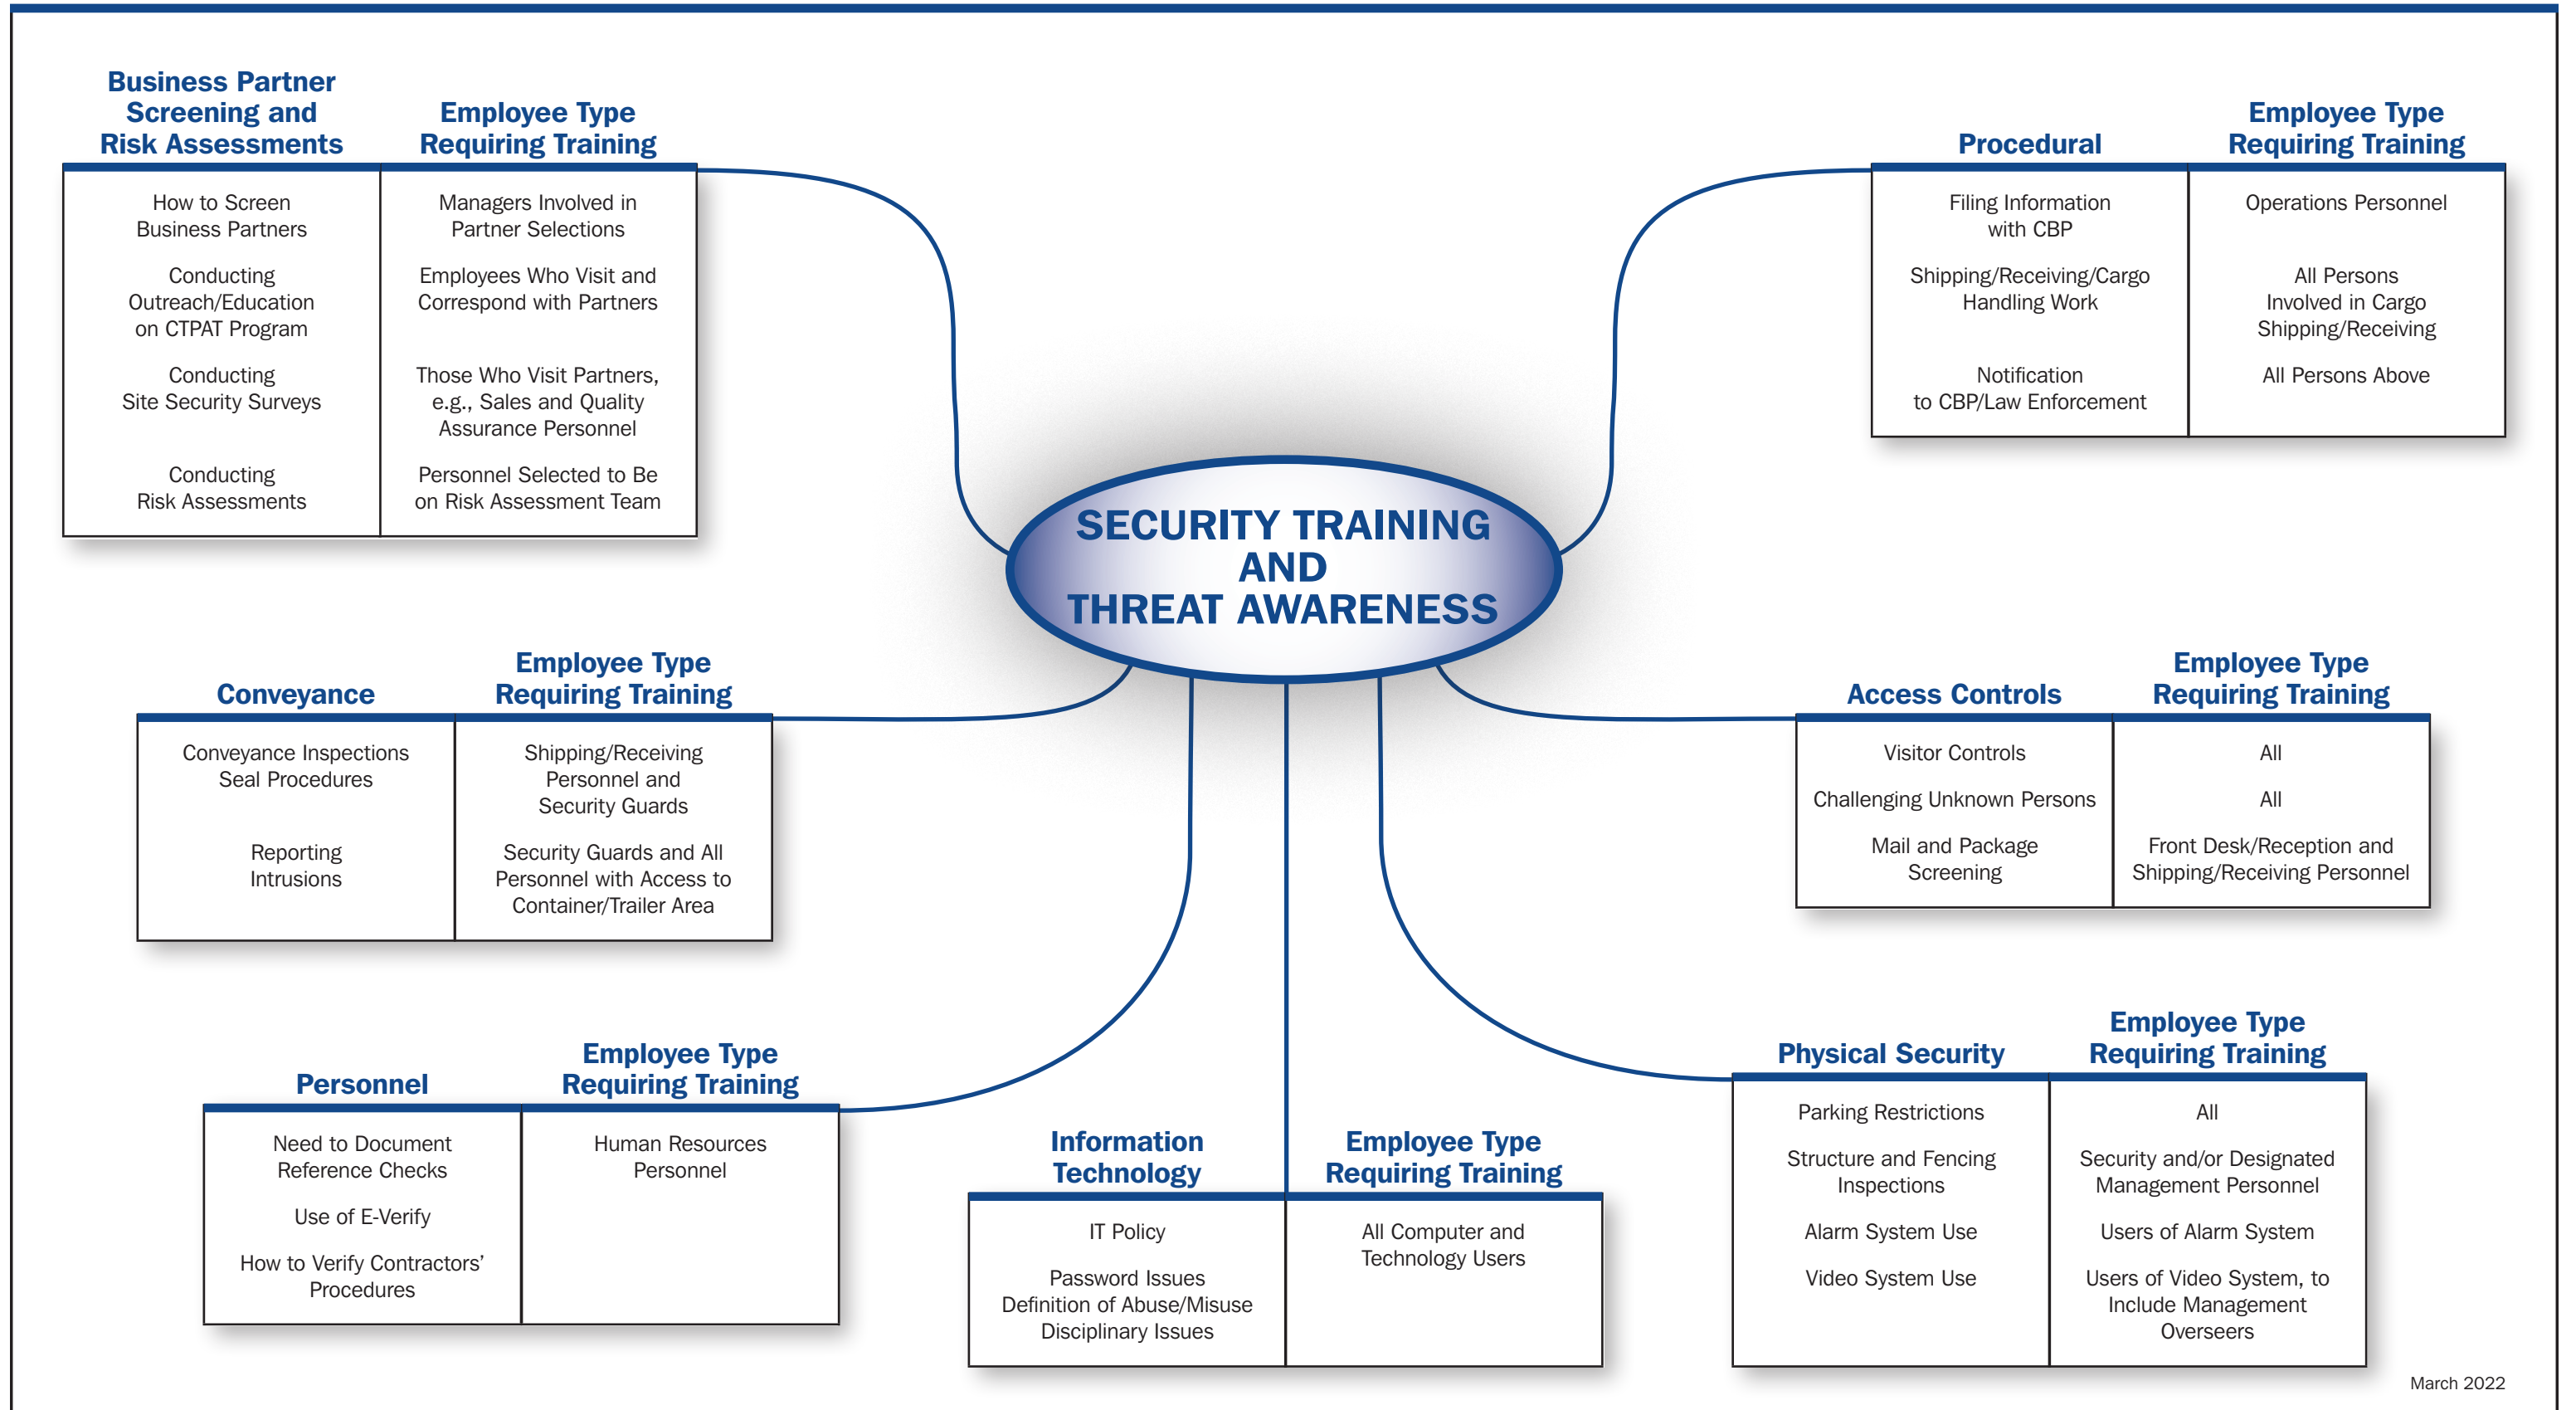 Business Partner
Screening and
Risk Assessments
Employee Type
Requiring Training
How to Screen
Business Partners
Managers Involved in
Partner Selections
Conducting
Outreach/Education
on CTPAT Program
Employees Who Visit and
Correspond with Partners
Conducting
Site Security Surveys
Those Who Visit Partners,
e.g., Sales and Quality
Assurance Personnel
Conducting
Risk Assessments
Personnel Selected to Be
on Risk Assessment Team
Procedural
Employee Type
Requiring Training
Filing Information
with CBP
Operations Personnel
Shipping/Receiving/Cargo
Handling Work
All Persons
Involved in Cargo
Shipping/Receiving
Notification
to CBP/Law Enforcement
All Persons Above
SECURITY TRAINING
AND
THREAT AWARENESS
Conveyance
Employee Type
Requiring Training
Conveyance Inspections
Seal Procedures
Shipping/Receiving
Personnel and
Security Guards
Reporting
Intrusions
Security Guards and All
Personnel with Access to
Container/Trailer Area
Access Controls
Employee Type
Requiring Training
Visitor Controls
All
Challenging Unknown Persons
All
Mail and Package
Screening
Front Desk/Reception and
Shipping/Receiving Personnel
Personnel
Employee Type
Requiring Training
Need to Document
Reference Checks
Human Resources
Personnel
Use of E-Verify
How to Verify Contractors’
Procedures
Information
Technology
Employee Type
Requiring Training
IT Policy
All Computer and
Technology Users
Password Issues
Definition of Abuse/Misuse
Disciplinary Issues
Physical Security
Employee Type
Requiring Training
Parking Restrictions
All
Structure and Fencing
Inspections
Security and/or Designated
Management Personnel
Alarm System Use
Users of Alarm System
Video System Use
Users of Video System, to
Include Management
Overseers
March 2022